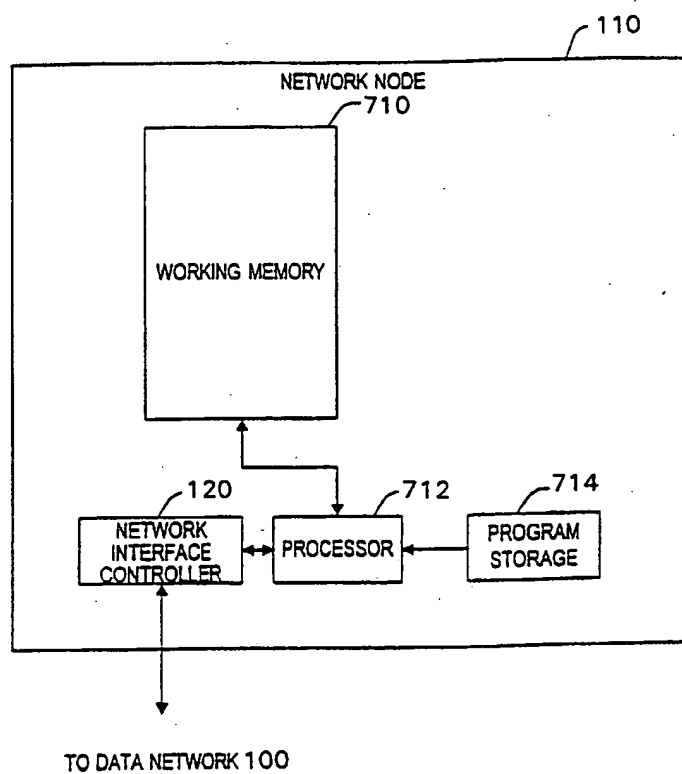 110
NETWORK NODE
710
WORKING MEMORY
120
712
714
NETWORK
INTERFACE
CONTROLLER
PROCESSOR
PROGRAM
STORAGE
TO DATA NETWORK 100